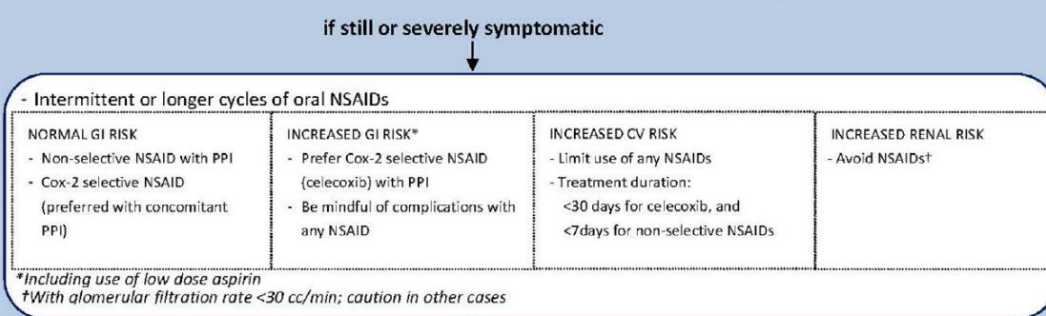 if still or severely symptomatic
- Intermittent or longer cycles of oral NSAIDs
NORMAL GI RISK
- Non-selective NSAID with PPI
- Cox-2 selective NSAID
(preferred with concomitant
PPI)
INCREASED GI RISK*
- Prefer Cox-2 selective NSAID
(celecoxib) with PPI
- Be mindful of complications with
any NSAID
INCREASED CV RISK
- Limit use of any NSAIDs
- Treatment duration:
<30 days for celecoxib, and
<7days for non-selective NSAIDs
INCREASED RENAL RISK
- Avoid NSAIDs†
*Including use of low dose aspirin
†With glomerular filtration rate <30 cc/min; caution in other cases